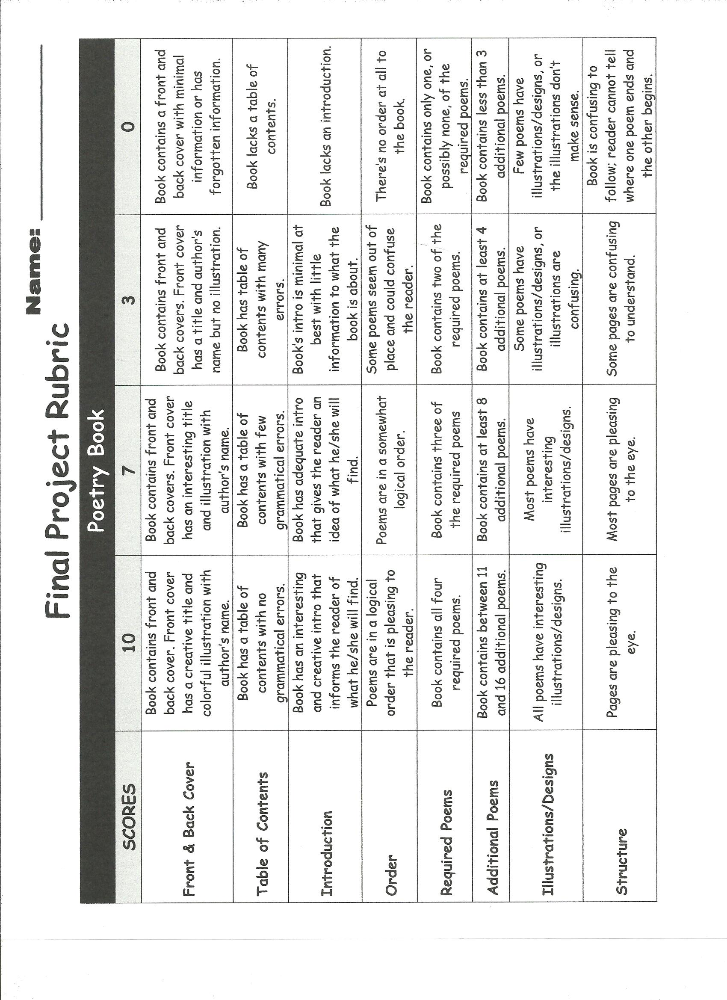 Name:
Final Project Rubric
Poetry Book
SCORES
10
7
3
0
Front & Back Cover
Book contains front and
back cover. Front cover
has a creative title and
colorful illustration with
author's name.
Book contains front and
back covers. Front cover
has an interesting title
and illustration with
author's name.
Book contains front and
back covers. Front cover
has a title and author's
name but no illustration.
Book contains a front and
back cover with minimal
information or has
forgotten information.
Table of Contents
Book has a table of
contents with no
grammatical errors.
Book has a table of
contents with few
grammatical errors.
Book has table of
contents with many
errors.
Book lacks a table of
contents.
Introduction
Book has an interesting
and creative intro that
informs the reader of
what he/she will find.
Book has adequate intro
that gives the reader an
idea of what he/she will
find.
Book's intro is minimal at
best with little
information to what the
book is about.
Book lacks an introduction.
Order
Poems are in a logical
order that is pleasing to
the reader.
Poems are in a somewhat
logical order.
Some poems seem out of
place and could confuse
the reader.
There's no order at all to
the book.
Required Poems
Book contains all four
required poems.
Book contains three of
the required poems
Book contains two of the
required poems.
Book contains only one, or
possibly none, of the
required poems.
Additional Poems
Book contains between 11
and 16 additional poems.
Book contains at least 8
additional poems.
Book contains at least 4
additional poems.
Book contains less than 3
additional poems.
Illustrations/Designs
All poems have interesting
illustrations/designs.
Most poems have
interesting
illustrations/designs.
Some poems have
illustrations/designs, or
illustrations are
confusing.
Few poems have
illustrations/designs, or
the illustrations don't
make sense.
Structure
Pages are pleasing to the
eye.
Most pages are pleasing
to the eye.
Some pages are confusing
to understand.
Book is confusing to
follow; reader cannot tell
where one poem ends and
the other begins.